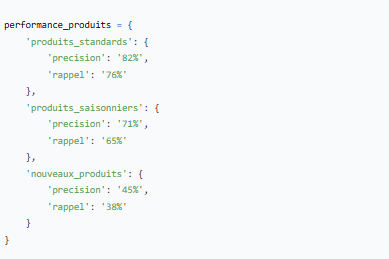 performance_produits = {
    'produits_standards': {
        'precision': '82%',
        'rappel': '76%'
    },
    'produits_saisonniers': {
        'precision': '71%',
        'rappel': '65%'
    },
    'nouveaux_produits': {
        'precision': '45%',
        'rappel': '38%'
    }
}